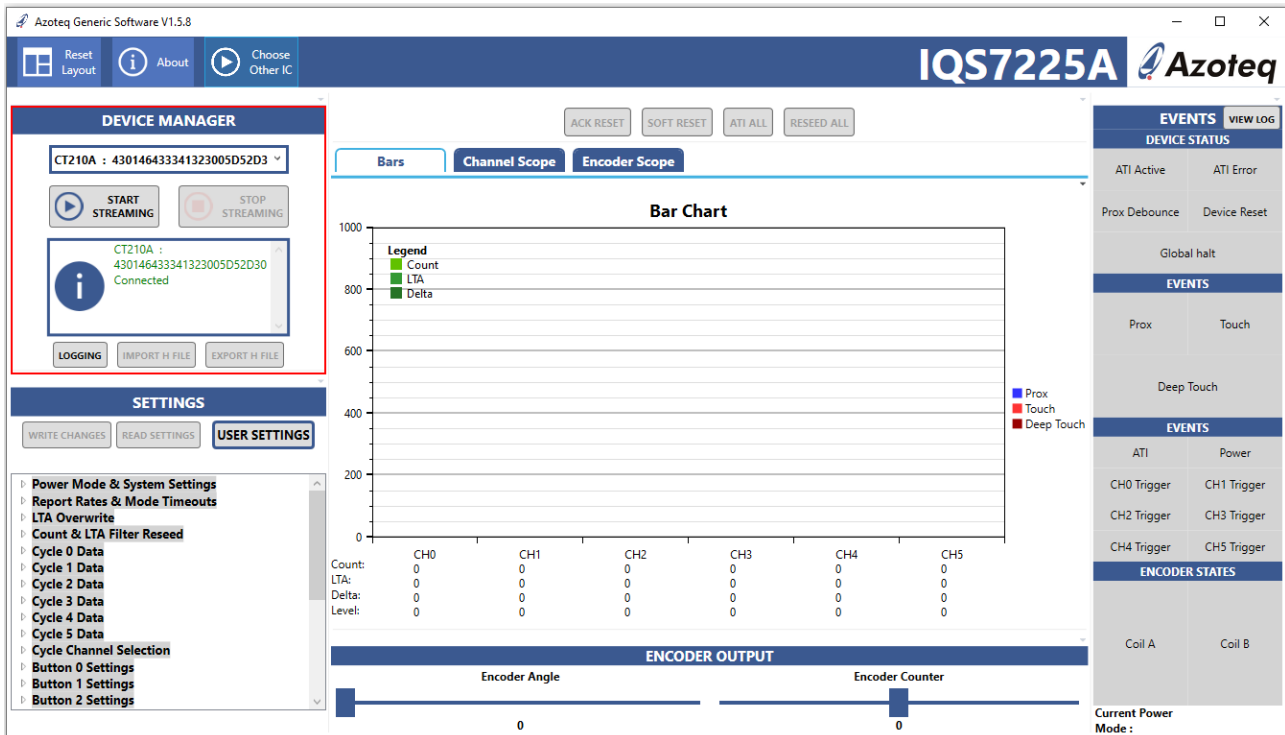 Azoteq Generic Software V1.5.8
Reset
Layout
About
Choose
Other IC
IQS7225A
Azoteq
DEVICE MANAGER
CT210A : 430146433341323005D52D3
START
STREAMING
STOP
STREAMING
CT210A :
430146433341323005D52D30
Connected
LOGGING
IMPORT H FILE
EXPORT H FILE
SETTINGS
WRITE CHANGES
READ SETTINGS
USER SETTINGS
Power Mode & System Settings
Report Rates & Mode Timeouts
LTA Overwrite
Count & LTA Filter Reseed
Cycle 0 Data
Cycle 1 Data
Cycle 2 Data
Cycle 3 Data
Cycle 4 Data
Cycle 5 Data
Cycle Channel Selection
Button 0 Settings
Button 1 Settings
Button 2 Settings
ACK RESET
SOFT RESET
ATI ALL
RESEED ALL
Bars
Channel Scope
Encoder Scope
Bar Chart
1000
800
600
400
200
0
Legend
Count
LTA
Delta
Prox
Touch
Deep Touch
CH0 CH1 CH2 CH3 CH4 CH5
Count: 0 0 0 0 0 0
LTA: 0 0 0 0 0 0
Delta: 0 0 0 0 0 0
Level: 0 0 0 0 0 0
ENCODER OUTPUT
Encoder Angle
0
Encoder Counter
0
EVENTS
VIEW LOG
DEVICE STATUS
ATI Active ATI Error
Prox Debounce Device Reset
Global halt
EVENTS
Prox Touch
Deep Touch
EVENTS
ATI Power
CH0 Trigger CH1 Trigger
CH2 Trigger CH3 Trigger
CH4 Trigger CH5 Trigger
ENCODER STATES
Coil A Coil B
Current Power
Mode :